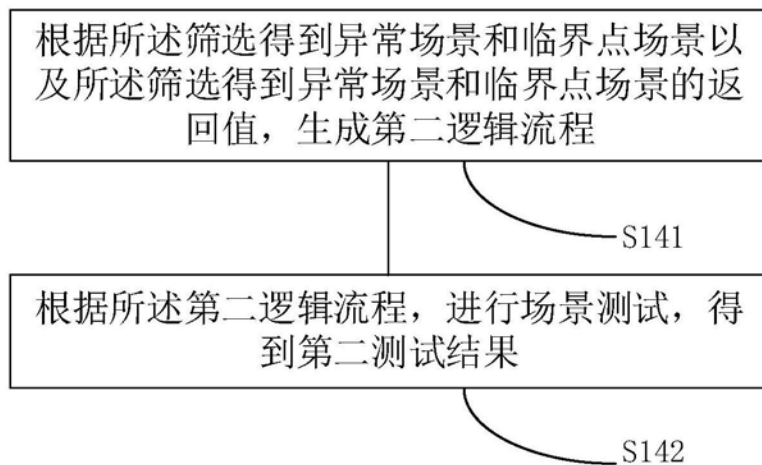 根据所述筛选得到异常场景和临界点场景以
及所述筛选得到异常场景和临界点场景的返
回值，生成第二逻辑流程
S141
根据所述第二逻辑流程，进行场景测试，得
到第二测试结果
S142